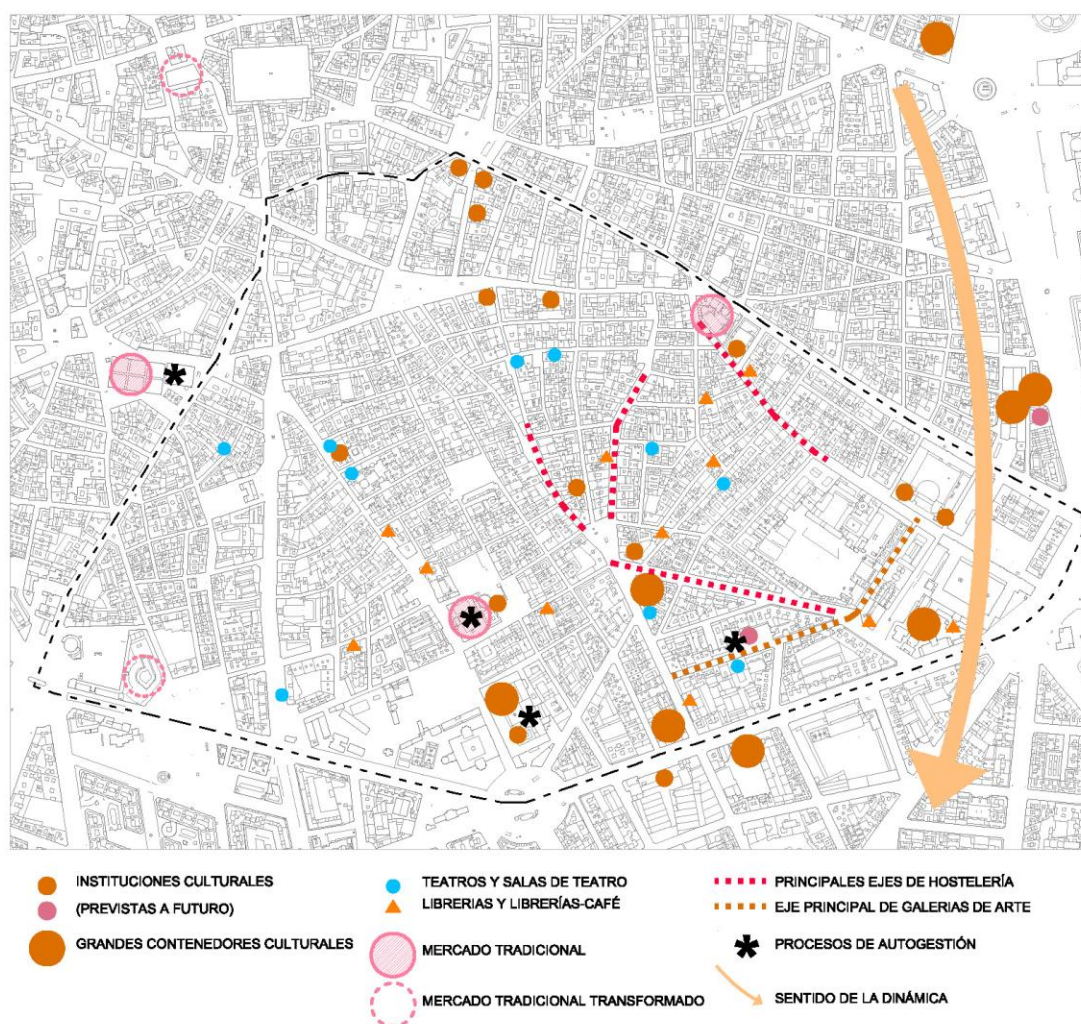 INSTITUCIONES CULTURALES
(PREVISTAS A FUTURO)
GRANDES CONTENEDORES CULTURALES
TEATROS Y SALAS DE TEATRO
LIBRERIAS Y LIBRERÍAS-CAFÉ
MERCADO TRADICIONAL
MERCADO TRADICIONAL TRANSFORMADO
PRINCIPALES EJES DE HOSTELERÍA
EJE PRINCIPAL DE GALERIAS DE ARTE
PROCESOS DE AUTOGESTIÓN
SENTIDO DE LA DINÁMICA